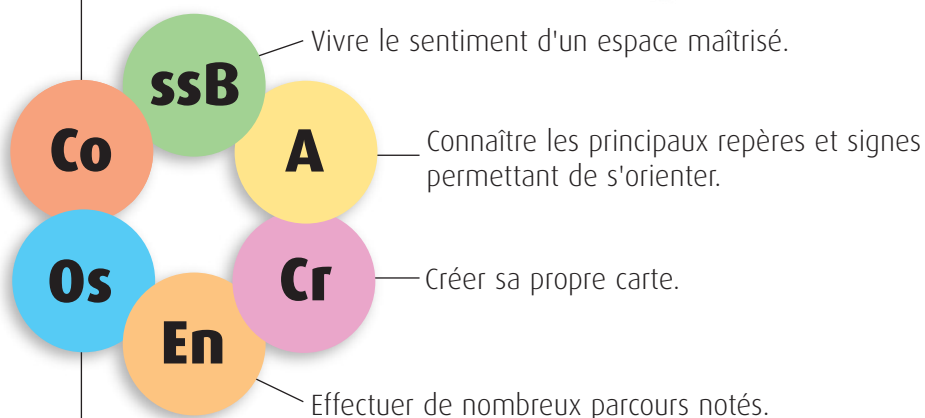 Vivre le sentiment d'un espace maîtrisé.
ssB
Co
A
Connaître les principaux repères et signes
permettant de s'orienter.
Os
Cr
Créer sa propre carte.
En
Effectuer de nombreux parcours notés.